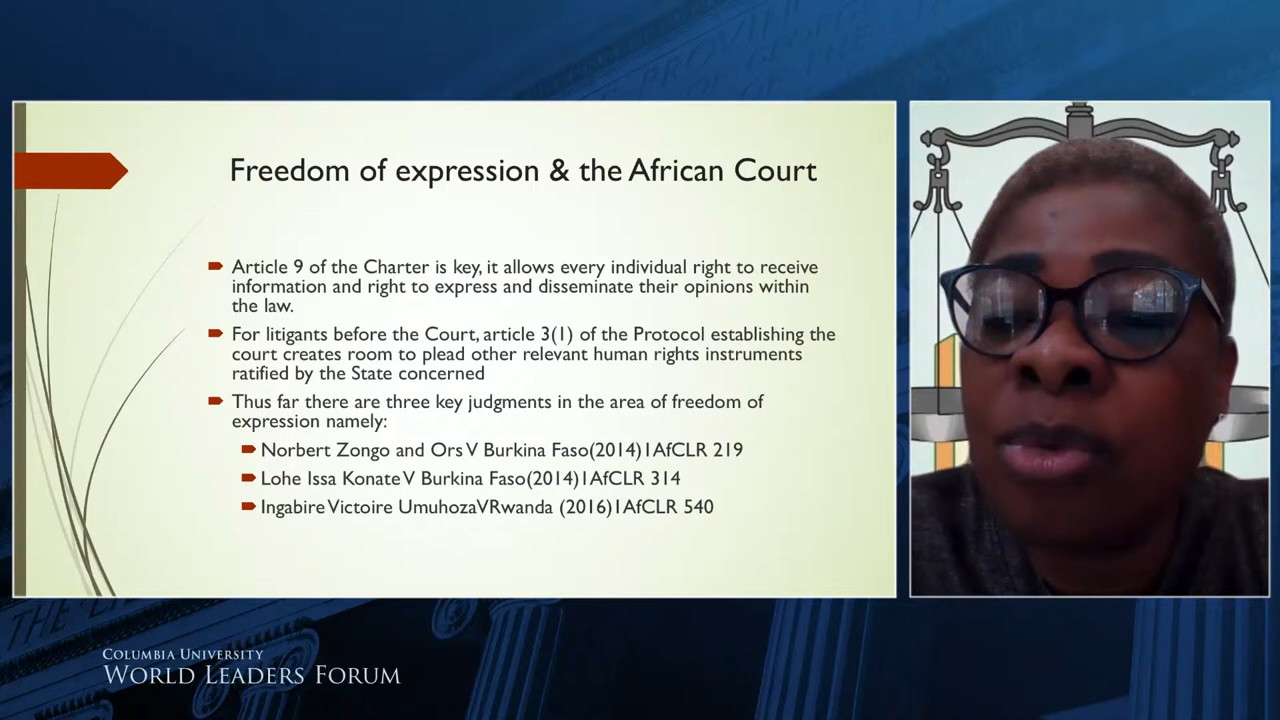 Freedom of expression & the African Court
Article 9 of the Charter is key, it allows every individual right to receive
information and right to express and disseminate their opinions within
the law.
For litigants before the Court, article 3(1) of the Protocol establishing the
court creates room to plead other relevant human rights instruments
ratified by the State concerned
Thus far there are three key judgments in the area of freedom of
expression namely:
Norbert Zongo and Ors V Burkina Faso(2014)1AfCLR 219
Lohe Issa Konate V Burkina Faso(2014)1AfCLR 314
Ingabire Victoire UmuhozaVRwanda (2016)1AfCLR 540
COLUMBIA UNIVERSITY
WORLD LEADERS FORUM